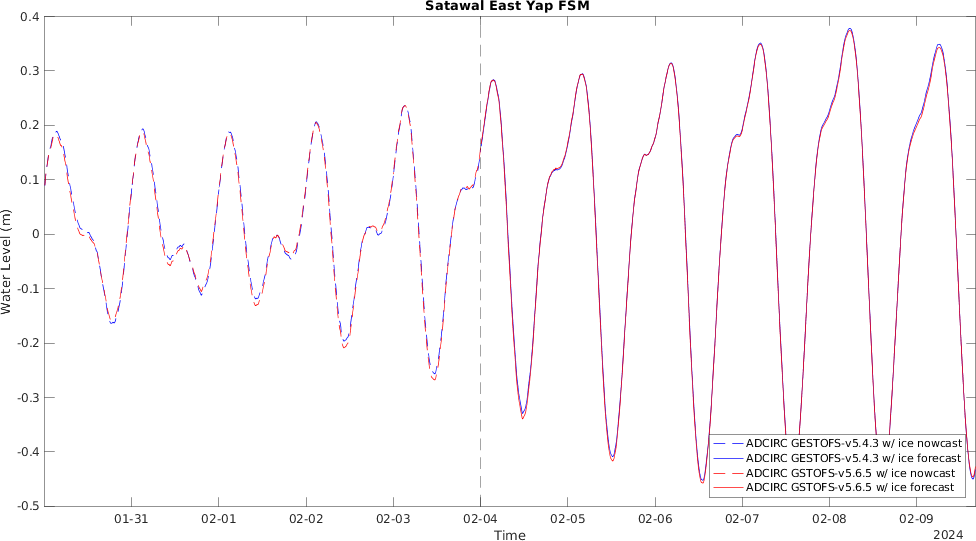 Satawal East Yap FSM
0.4
0.3
0.2
0.1
0
-0.1
-0.2
-0.3
-0.4
-0.5
Water Level (m)
ADCIRC GESTOFS-v5.4.3 w/ ice nowcast
ADCIRC GESTOFS-v5.4.3 w/ ice forecast
ADCIRC GSTOFS-v5.6.5 w/ ice nowcast
ADCIRC GSTOFS-v5.6.5 w/ ice forecast
01-31 02-01 02-02 02-03 02-04 02-05 02-06 02-07 02-08 02-09
Time
2024